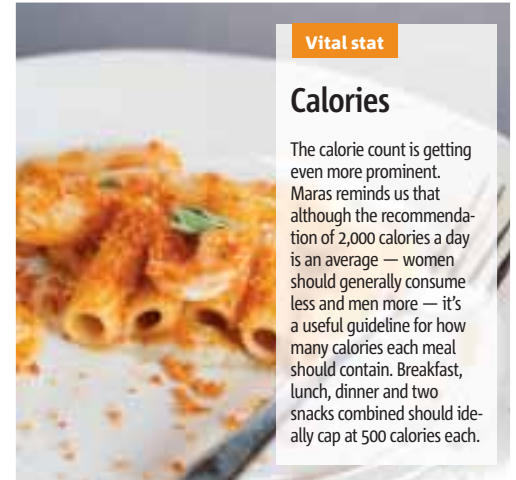 Vital stat
Calories
The calorie count is getting
even more prominent.
Maras reminds us that
although the recommenda-
tion of 2,000 calories a day
is an average — women
should generally consume
less and men more — it's
a useful guideline for how
many calories each meal
should contain. Breakfast,
lunch, dinner and two
snacks combined should ide-
ally cap at 500 calories each.